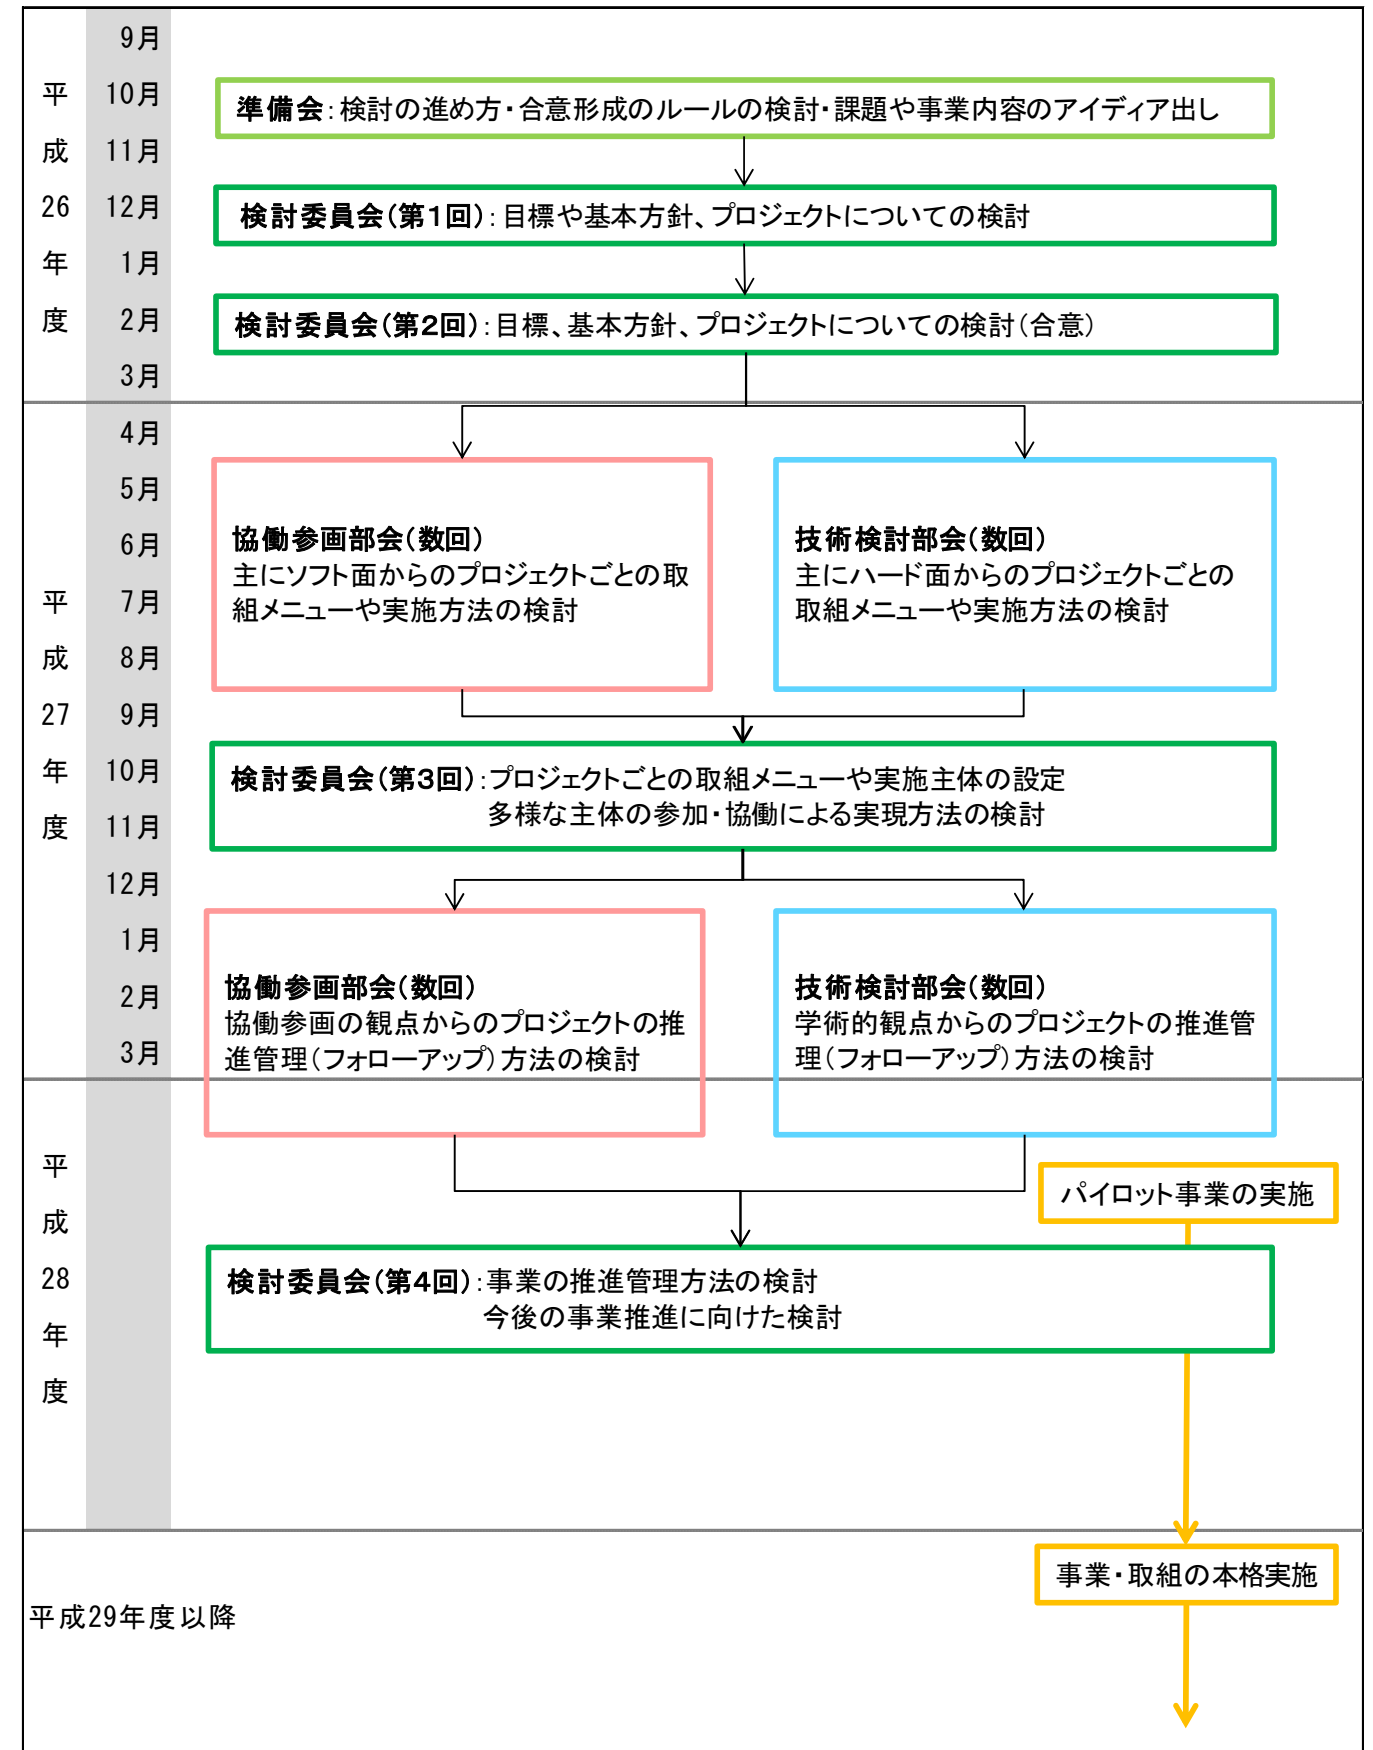 9月
平 10月
準備会：検討の進め方・合意形成のルールの検討・課題や事業内容のアイディア出し
成 11月
26 12月
検討委員会（第１回）：目標や基本方針、プロジェクトについての検討
年 1月
度 2月
検討委員会（第２回）：目標、基本方針、プロジェクトについての検討（合意）
3月
4月
5月
6月
平 7月
成 8月
27 9月
年 10月
度 11月
12月
1月
2月
3月
協働参画部会（数回）
主にソフト面からのプロジェクトごとの取
組メニューや実施方法の検討
技術検討部会（数回）
主にハード面からのプロジェクトごとの
取組メニューや実施方法の検討
検討委員会（第３回）：プロジェクトごとの取組メニューや実施主体の設定
多様な主体の参加・協働による実現方法の検討
協働参画部会（数回）
協働参画の観点からのプロジェクトの推
進管理（フォローアップ）方法の検討
技術検討部会（数回）
学術的観点からのプロジェクトの推進管
理（フォローアップ）方法の検討
平
成
28
年
度
パイロット事業の実施
検討委員会（第４回）：事業の推進管理方法の検討
今後の事業推進に向けた検討
事業・取組の本格実施
平成29年度以降